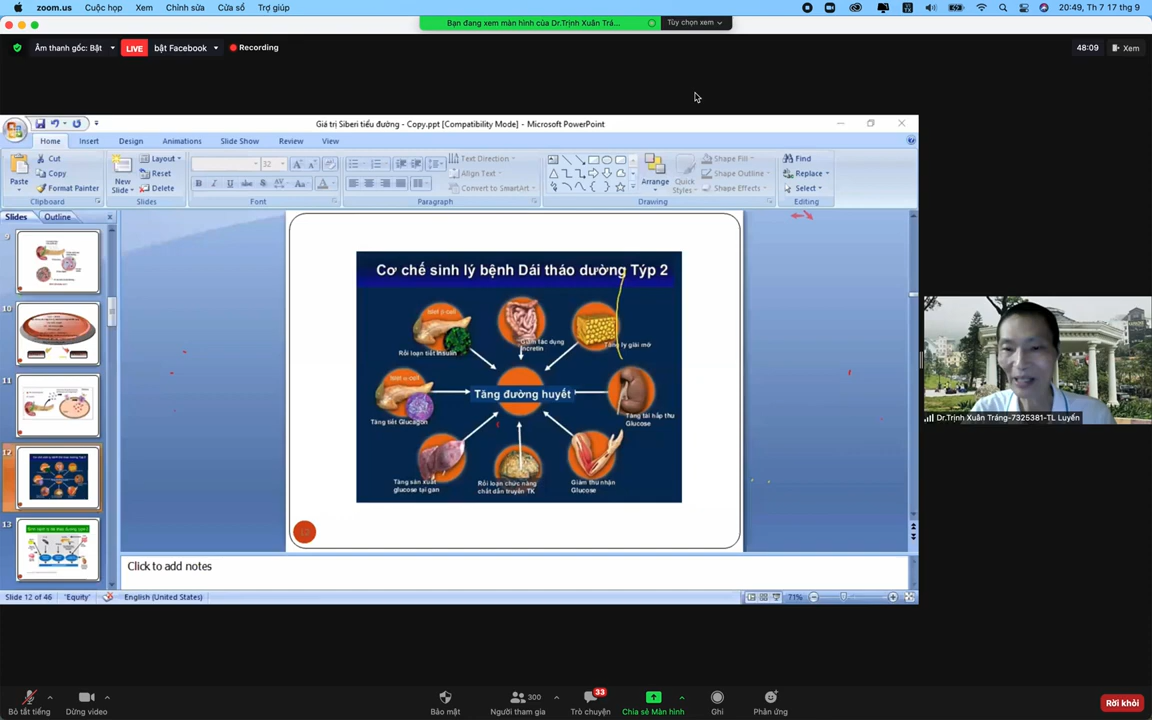 zoom.us Cuộc họp Xem Chỉnh sửa Cửa sổ Trợ giúp
20:49, Th 7 17 thg 9
Bạn đang xem màn hình của Dr.Trịnh Xuân Trá...
Tùy chọn xem
Âm thanh gốc: Bật
LIVE
bật Facebook
Recording
48:09
Xem
Giá trị Siberi tiểu đường - Copy.ppt [Compatibility Mode] - Microsoft PowerPoint
Home Insert Design Animations Slide Show Review View
Paste
Cut
Copy
Format Painter
Clipboard
New Slide
Layout
Reset
Delete
Slides
32
Font
Text Direction
Align Text
Convert to SmartArt
Paragraph
Arrange
Quick Styles
Shape Fill
Shape Outline
Shape Effects
Drawing
Find
Replace
Select
Editing
Slides Outline
9
10
11
12
13
Cơ chế sinh lý bệnh Dái tháo dường Týp 2
Rối loạn tiết Insulin
Giảm tác dụng Incretin
Tăng ly giải mỡ
Tăng tiết Glucagon
Tăng đường huyết
Tăng tái hấp thu Glucose
Tăng sản xuất glucose tại gan
Rối loạn chức năng chất dẫn truyền TK
Giảm thu nhận Glucose
12
Click to add notes
Slide 12 of 46
"Equity"
English (United States)
71%
Dr.Trịnh Xuân Tráng-7325381-TL Luyến
Bỏ tắt tiếng
Dừng video
Bảo mật
300
Người tham gia
33
Trò chuyện
Chia sẻ Màn hình
Ghi
Phản ứng
Rời khỏi